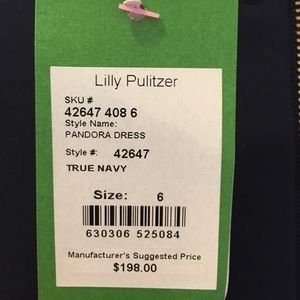 Lilly Pulitzer
SKU #
42647 408 6
Style Name:
PANDORA DRESS
Style #: 42647
TRUE NAVY
Size: 6
630306 525084
Manufacturer's Suggested Price
$198.00